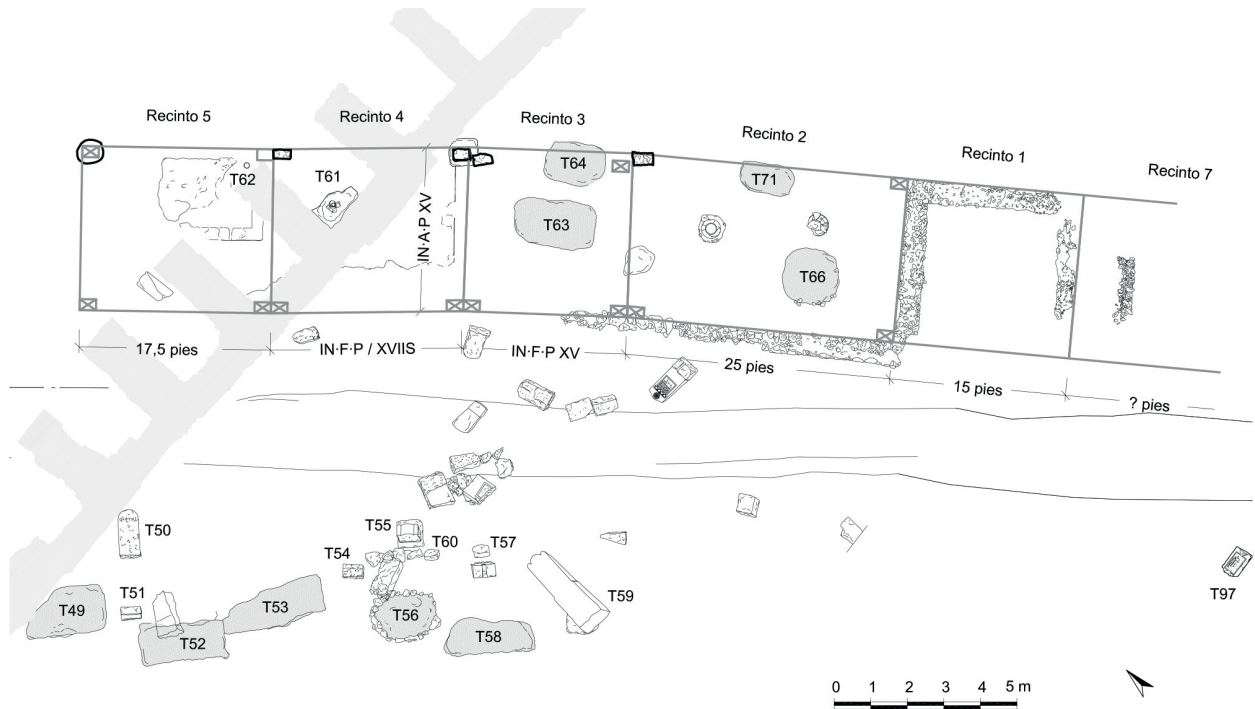 Recinto 5
Recinto 4
Recinto 3
Recinto 2
Recinto 1
Recinto 7
T62
T61
T64
T71
T63
T66
IN·A·P XV
17,5 pies
IN·F·P / XVIIS
IN·F·P XV
25 pies
15 pies
? pies
T50
T55
T60
T57
T54
T51
T49
T53
T52
T56
T58
T59
T97
0 1 2 3 4 5 m